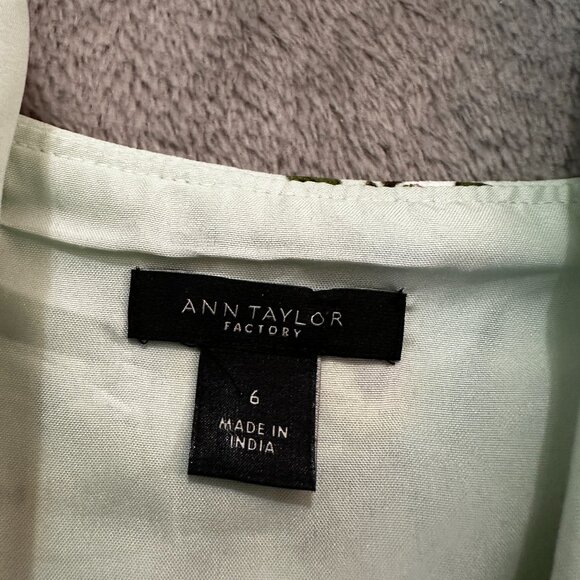 ANN TAYLOR
FACTORY
6
MADE IN
INDIA